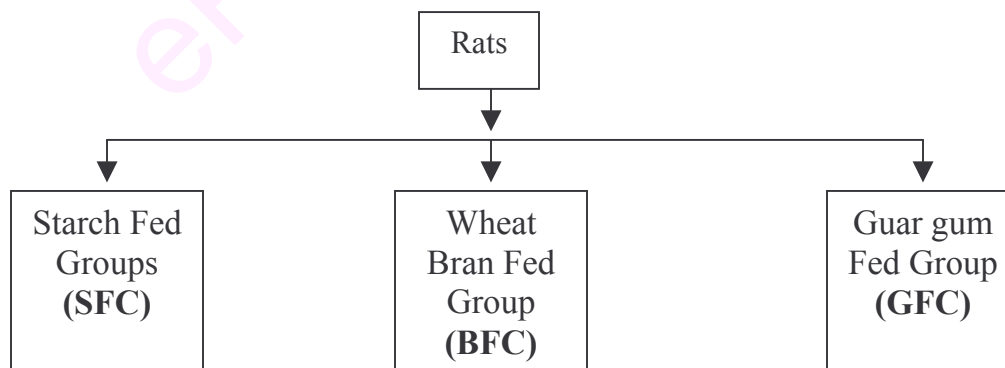 Rats
Starch Fed
Groups
(SFC)
Wheat
Bran Fed
Group
(BFC)
Guar gum
Fed Group
(GFC)